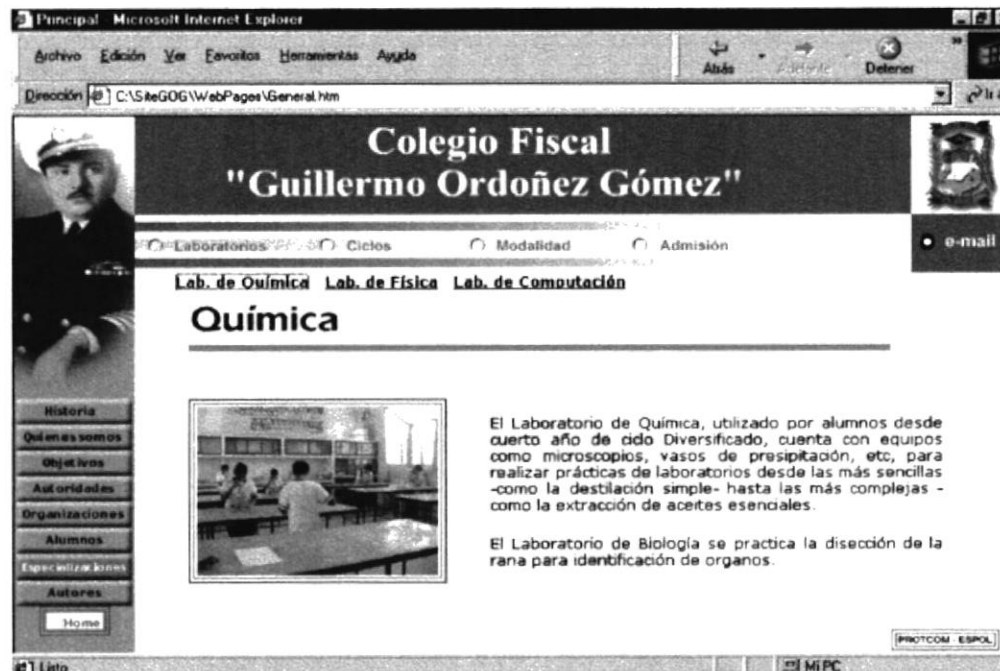 Principal - Microsoft Internet Explorer
Archivo Edición Ver Favoritos Herramientas Ayuda
Atrás Adelante Detener »
Dirección C:\SiteGOG\WebPages\General.htm Ir a
Colegio Fiscal
"Guillermo Ordoñez Gómez"
Laboratorios Ciclos Modalidad Admisión
e-mail
Lab. de Química Lab. de Física Lab. de Computación
Química
Historia
Quienes somos
Objetivos
Autoridades
Organizaciones
Alumnos
Especializaciones
Autores
Home
El Laboratorio de Química, utilizado por alumnos desde
cuerto año de ciclo Diversificado, cuenta con equipos
como microscopios, vasos de presipitación, etc, para
realizar prácticas de laboratorios desde las más sencillas
-como la destilación simple- hasta las más complejas -
como la extracción de aceites esenciales.
El Laboratorio de Biología se practica la disección de la
rana para identificación de organos.
PROTCOM - ESPOL
Listo Mi PC